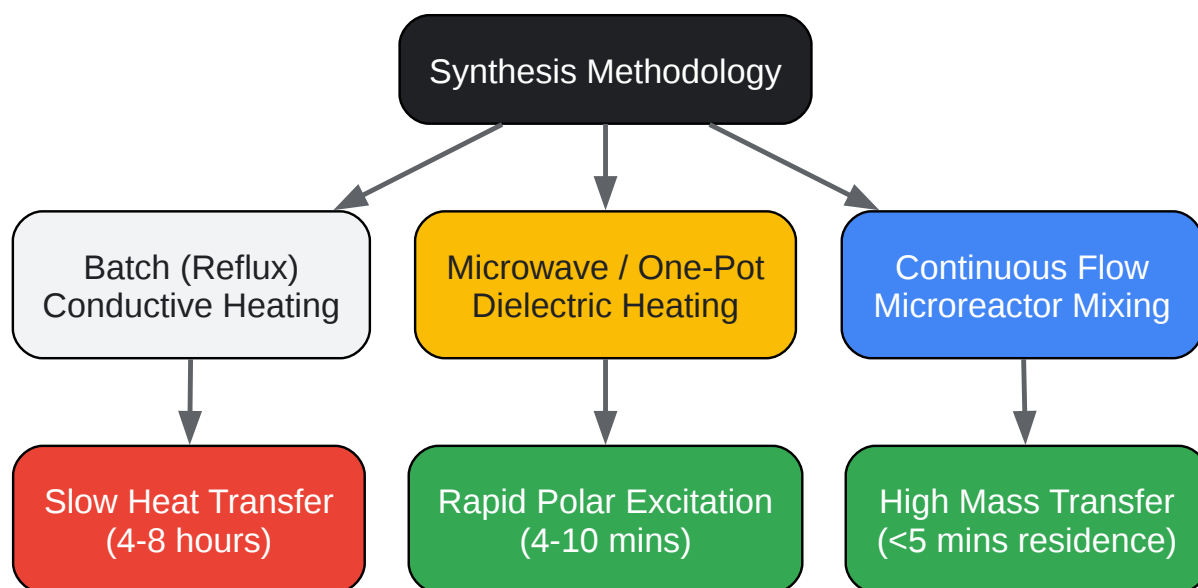 Synthesis Methodology
Batch (Reflux)
Conductive Heating
Microwave / One-Pot
Dielectric Heating
Continuous Flow
Microreactor Mixing
Slow Heat Transfer
(4-8 hours)
Rapid Polar Excitation
(4-10 mins)
High Mass Transfer
(<5 mins residence)